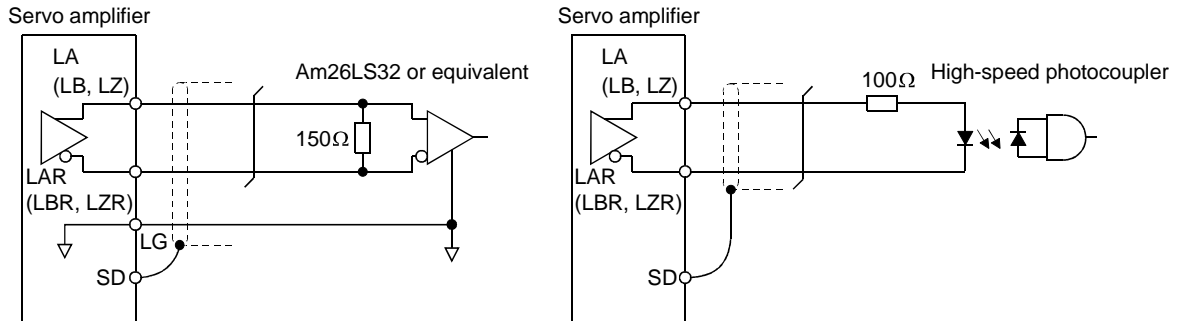 Servo amplifier
LA
(LB, LZ)
Am26LS32 or equivalent
150Ω
LAR
(LBR, LZR)
LG
SD
Servo amplifier
LA
(LB, LZ)
100Ω
High-speed photocoupler
LAR
(LBR, LZR)
SD